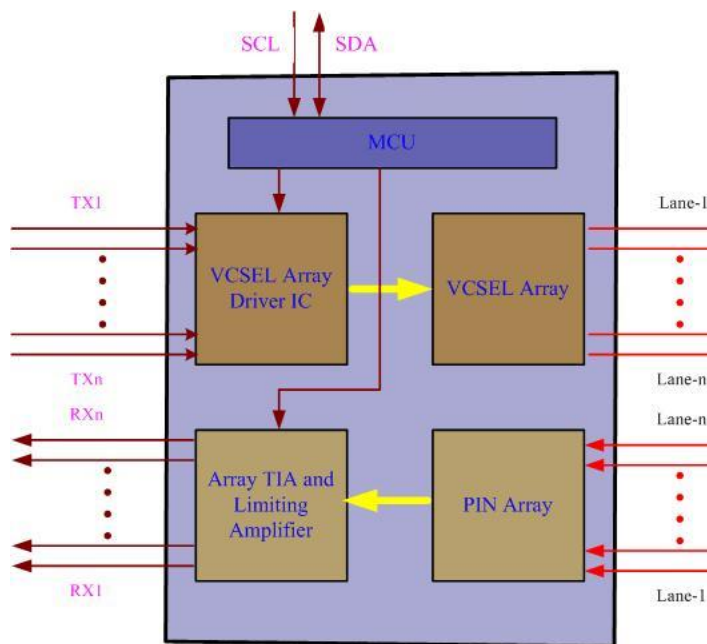 SCL SDA
MCU
TX1
Lane-1
VCSEL Array
Driver IC
VCSEL Array
TXn
Lane-n
RXn
Lane-n
Array TIA and
Limiting
Amplifier
PIN Array
RX1
Lane-1